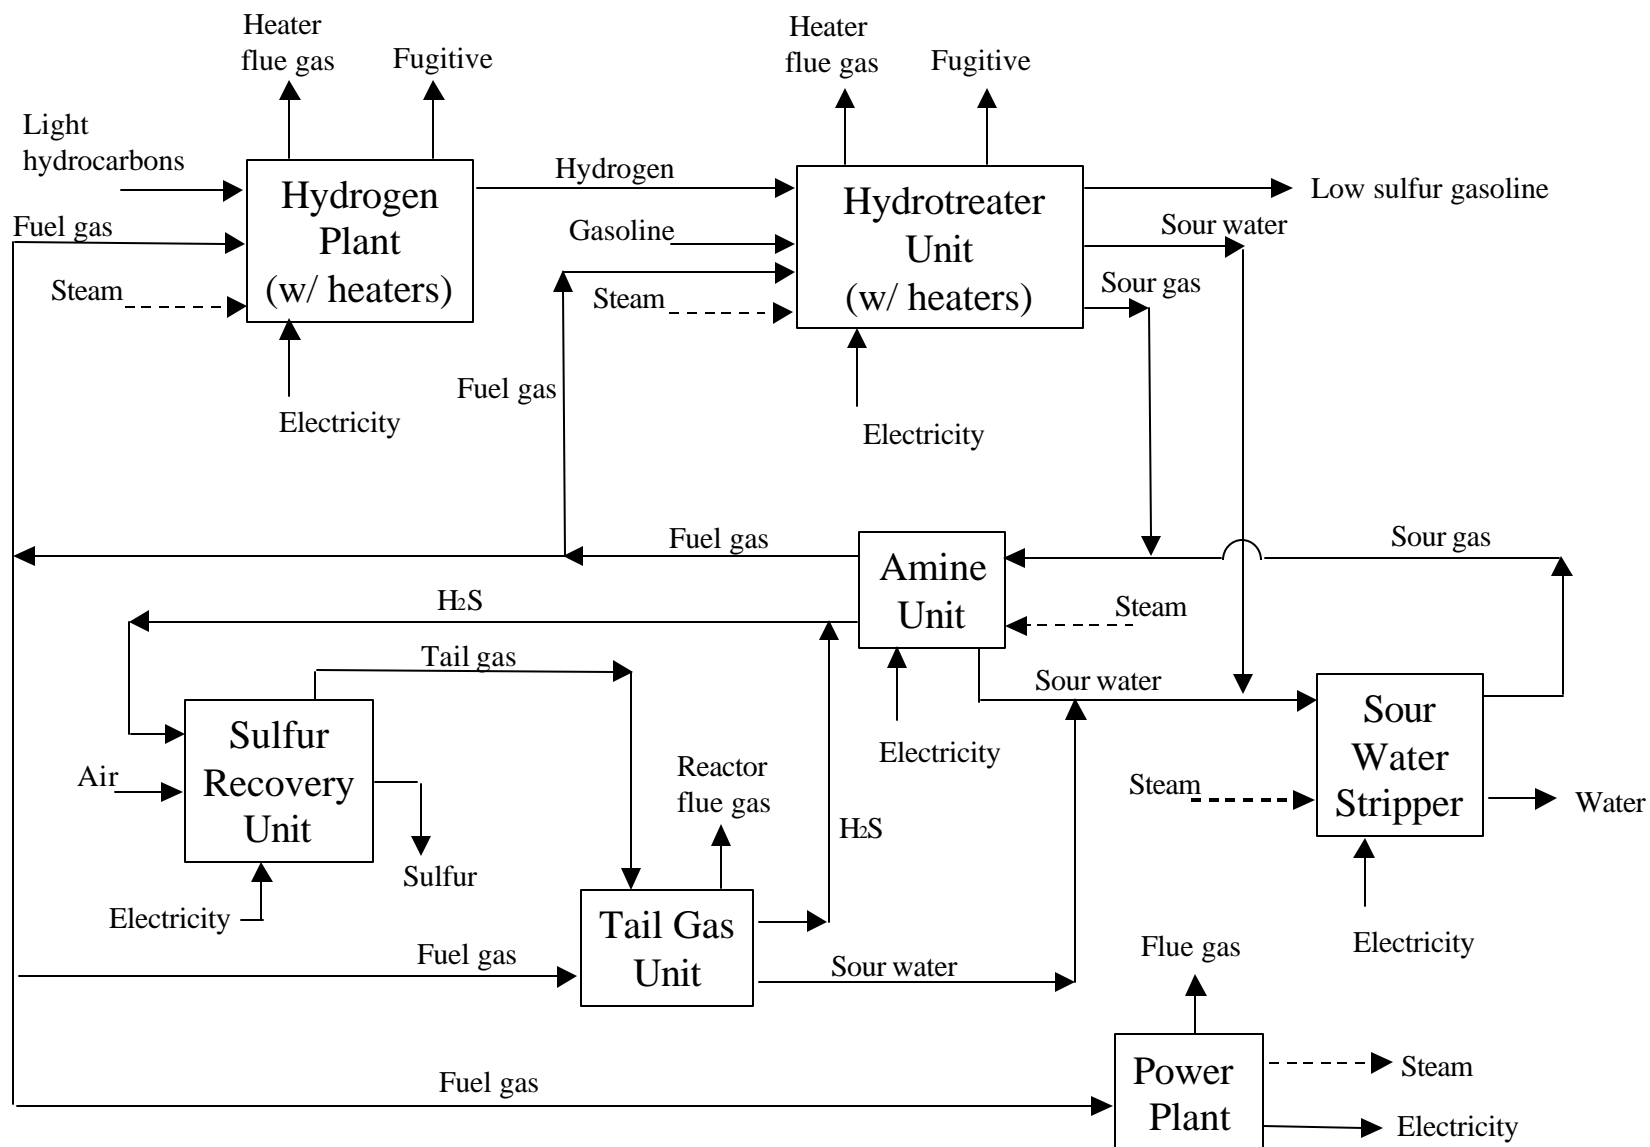 Heater
flue gas
Fugitive
Heater
flue gas
Fugitive
Light
hydrocarbons
Hydrogen
Plant
(w/ heaters)
Hydrogen
Hydrotreater
Unit
(w/ heaters)
Low sulfur gasoline
Fuel gas
Gasoline
Sour water
Steam
Steam
Sour gas
Fuel gas
Electricity
Electricity
Fuel gas
Amine
Unit
Sour gas
H2S
Steam
Tail gas
Sour water
Sulfur
Recovery
Unit
Electricity
Sour
Water
Stripper
Air
Reactor
flue gas
Steam
Water
H2S
Sulfur
Electricity
Tail Gas
Unit
Electricity
Fuel gas
Sour water
Flue gas
Power
Plant
Steam
Fuel gas
Electricity